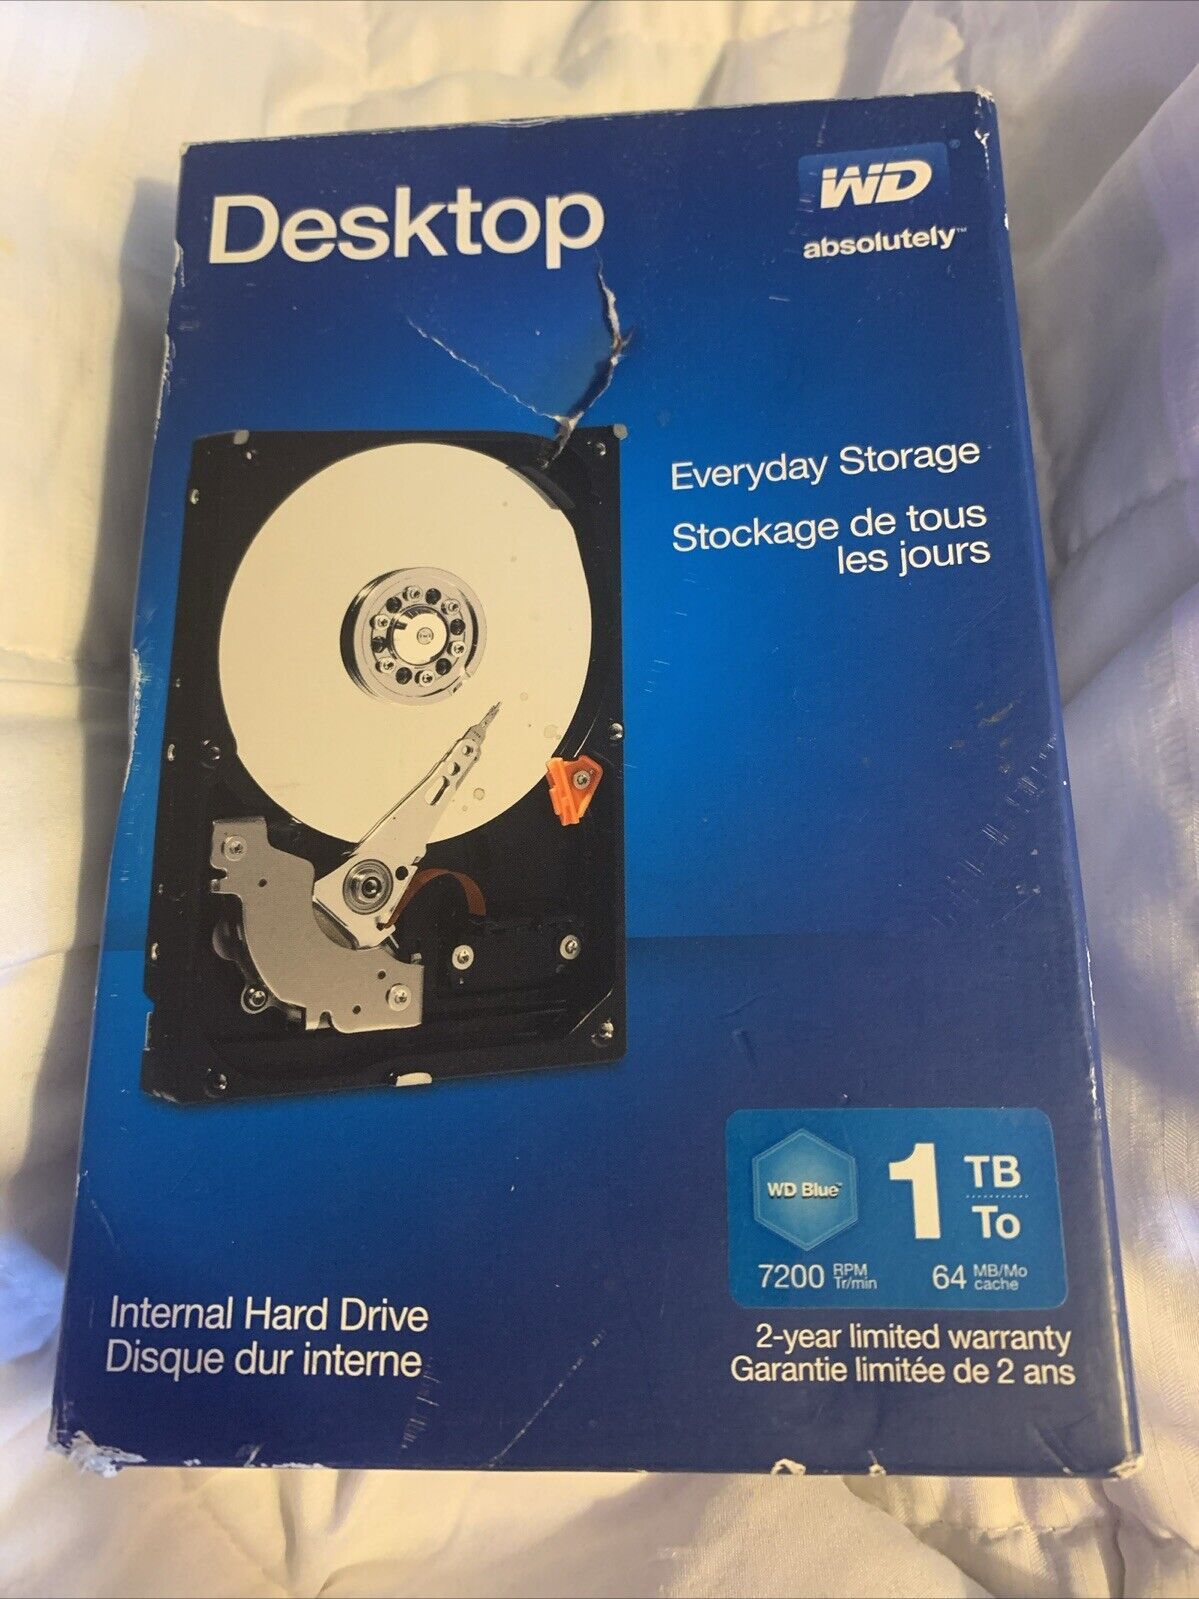 Desktop
WD®
absolutely™
Everyday Storage
Stockage de tous
les jours
WD Blue™
1 TB
To
7200 RPM
Tr/min
64 MB/Mo
cache
Internal Hard Drive
Disque dur interne
2-year limited warranty
Garantie limitée de 2 ans